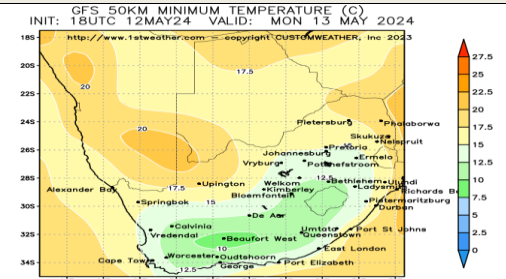 GFS 50KM MINIMUM TEMPERATURE (C)
INIT: 18UTC 12MAY24 VALID: MON 13 MAY 2024
http://www.1stweather.com — copyright CUSTOMWEATHER, Inc 2023
18S
17.5
27.5
20S
25
20
22.5
22S
20
24S
Pietersburg Phalaborwa
17.5
Skukuza
15
26S
20
Pretoria Nelspruit
12.5
Johannesburg
Ermelo
10
Vryburg
28S
Welkom 12.5 Bethlehem Ulundi
7.5
Alexander Bay 17.5 Upington Kimberley Ladysmith
Bloemfontein Richards
5
30S
Springbok 15 Pietermaritzburg
Durban
2.5
De Aar
32S
Calvinia Umtata Port St Johns
0
Vredendal Queenstown
Beaufort West
10
East London
34S
Cape Town Worcester Oudtshoorn
12.5 George Port Elizabeth